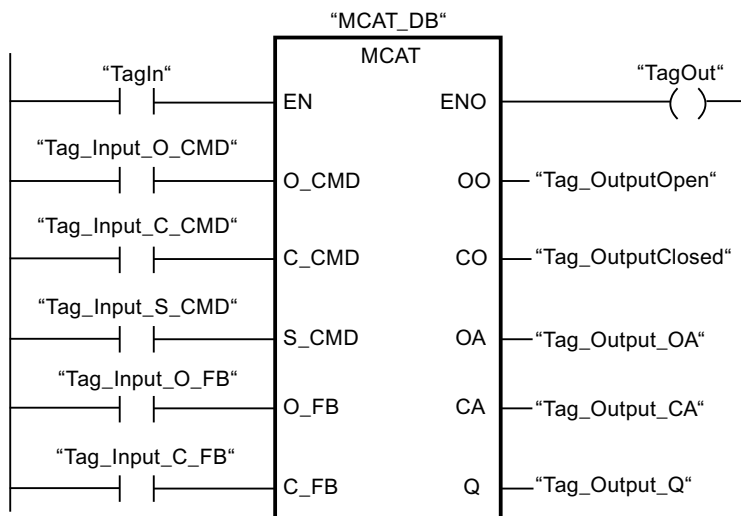 “MCAT_DB“
MCAT
“TagIn“ EN ENO “TagOut“
“Tag_Input_O_CMD“ O_CMD OO “Tag_OutputOpen“
“Tag_Input_C_CMD“ C_CMD CO “Tag_OutputClosed“
“Tag_Input_S_CMD“ S_CMD OA “Tag_Output_OA“
“Tag_Input_O_FB“ O_FB CA “Tag_Output_CA“
“Tag_Input_C_FB“ C_FB Q “Tag_Output_Q“